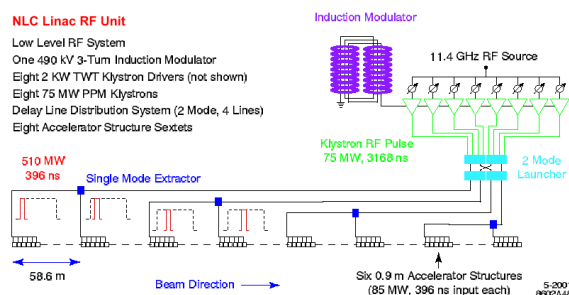 NLC Linac RF Unit
Low Level RF System
One 490 kV 3-Turn Induction Modulator
Eight 2 KW TWT Klystron Drivers (not shown)
Eight 75 MW PPM Klystrons
Delay Line Distribution System (2 Mode, 4 Lines)
Eight Accelerator Structure Sextets
Induction Modulator
11.4 GHz RF Source
Klystron RF Pulse
75 MW, 3168 ns
2 Mode
Launcher
510 MW
396 ns
Single Mode Extractor
58.6 m
Beam Direction
Six 0.9 m Accelerator Structures
(85 MW, 396 ns input each)
5-2001